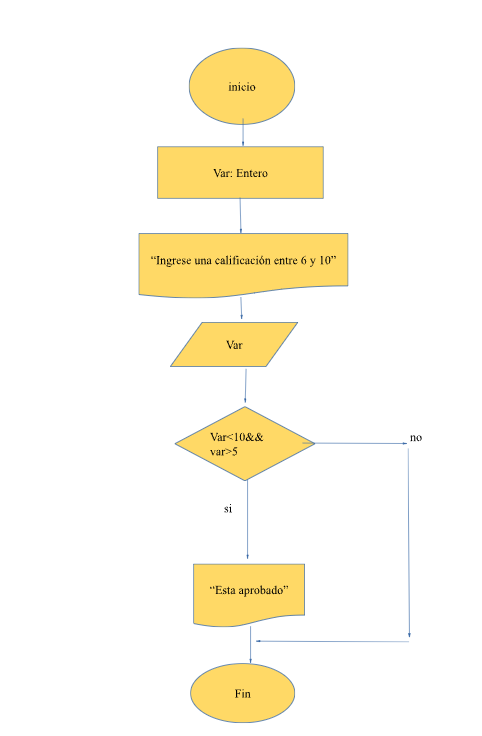 inicio
Var: Entero
“Ingrese una calificación entre 6 y 10”
Var
Var<10&&
var>5
no
si
“Esta aprobado”
Fin